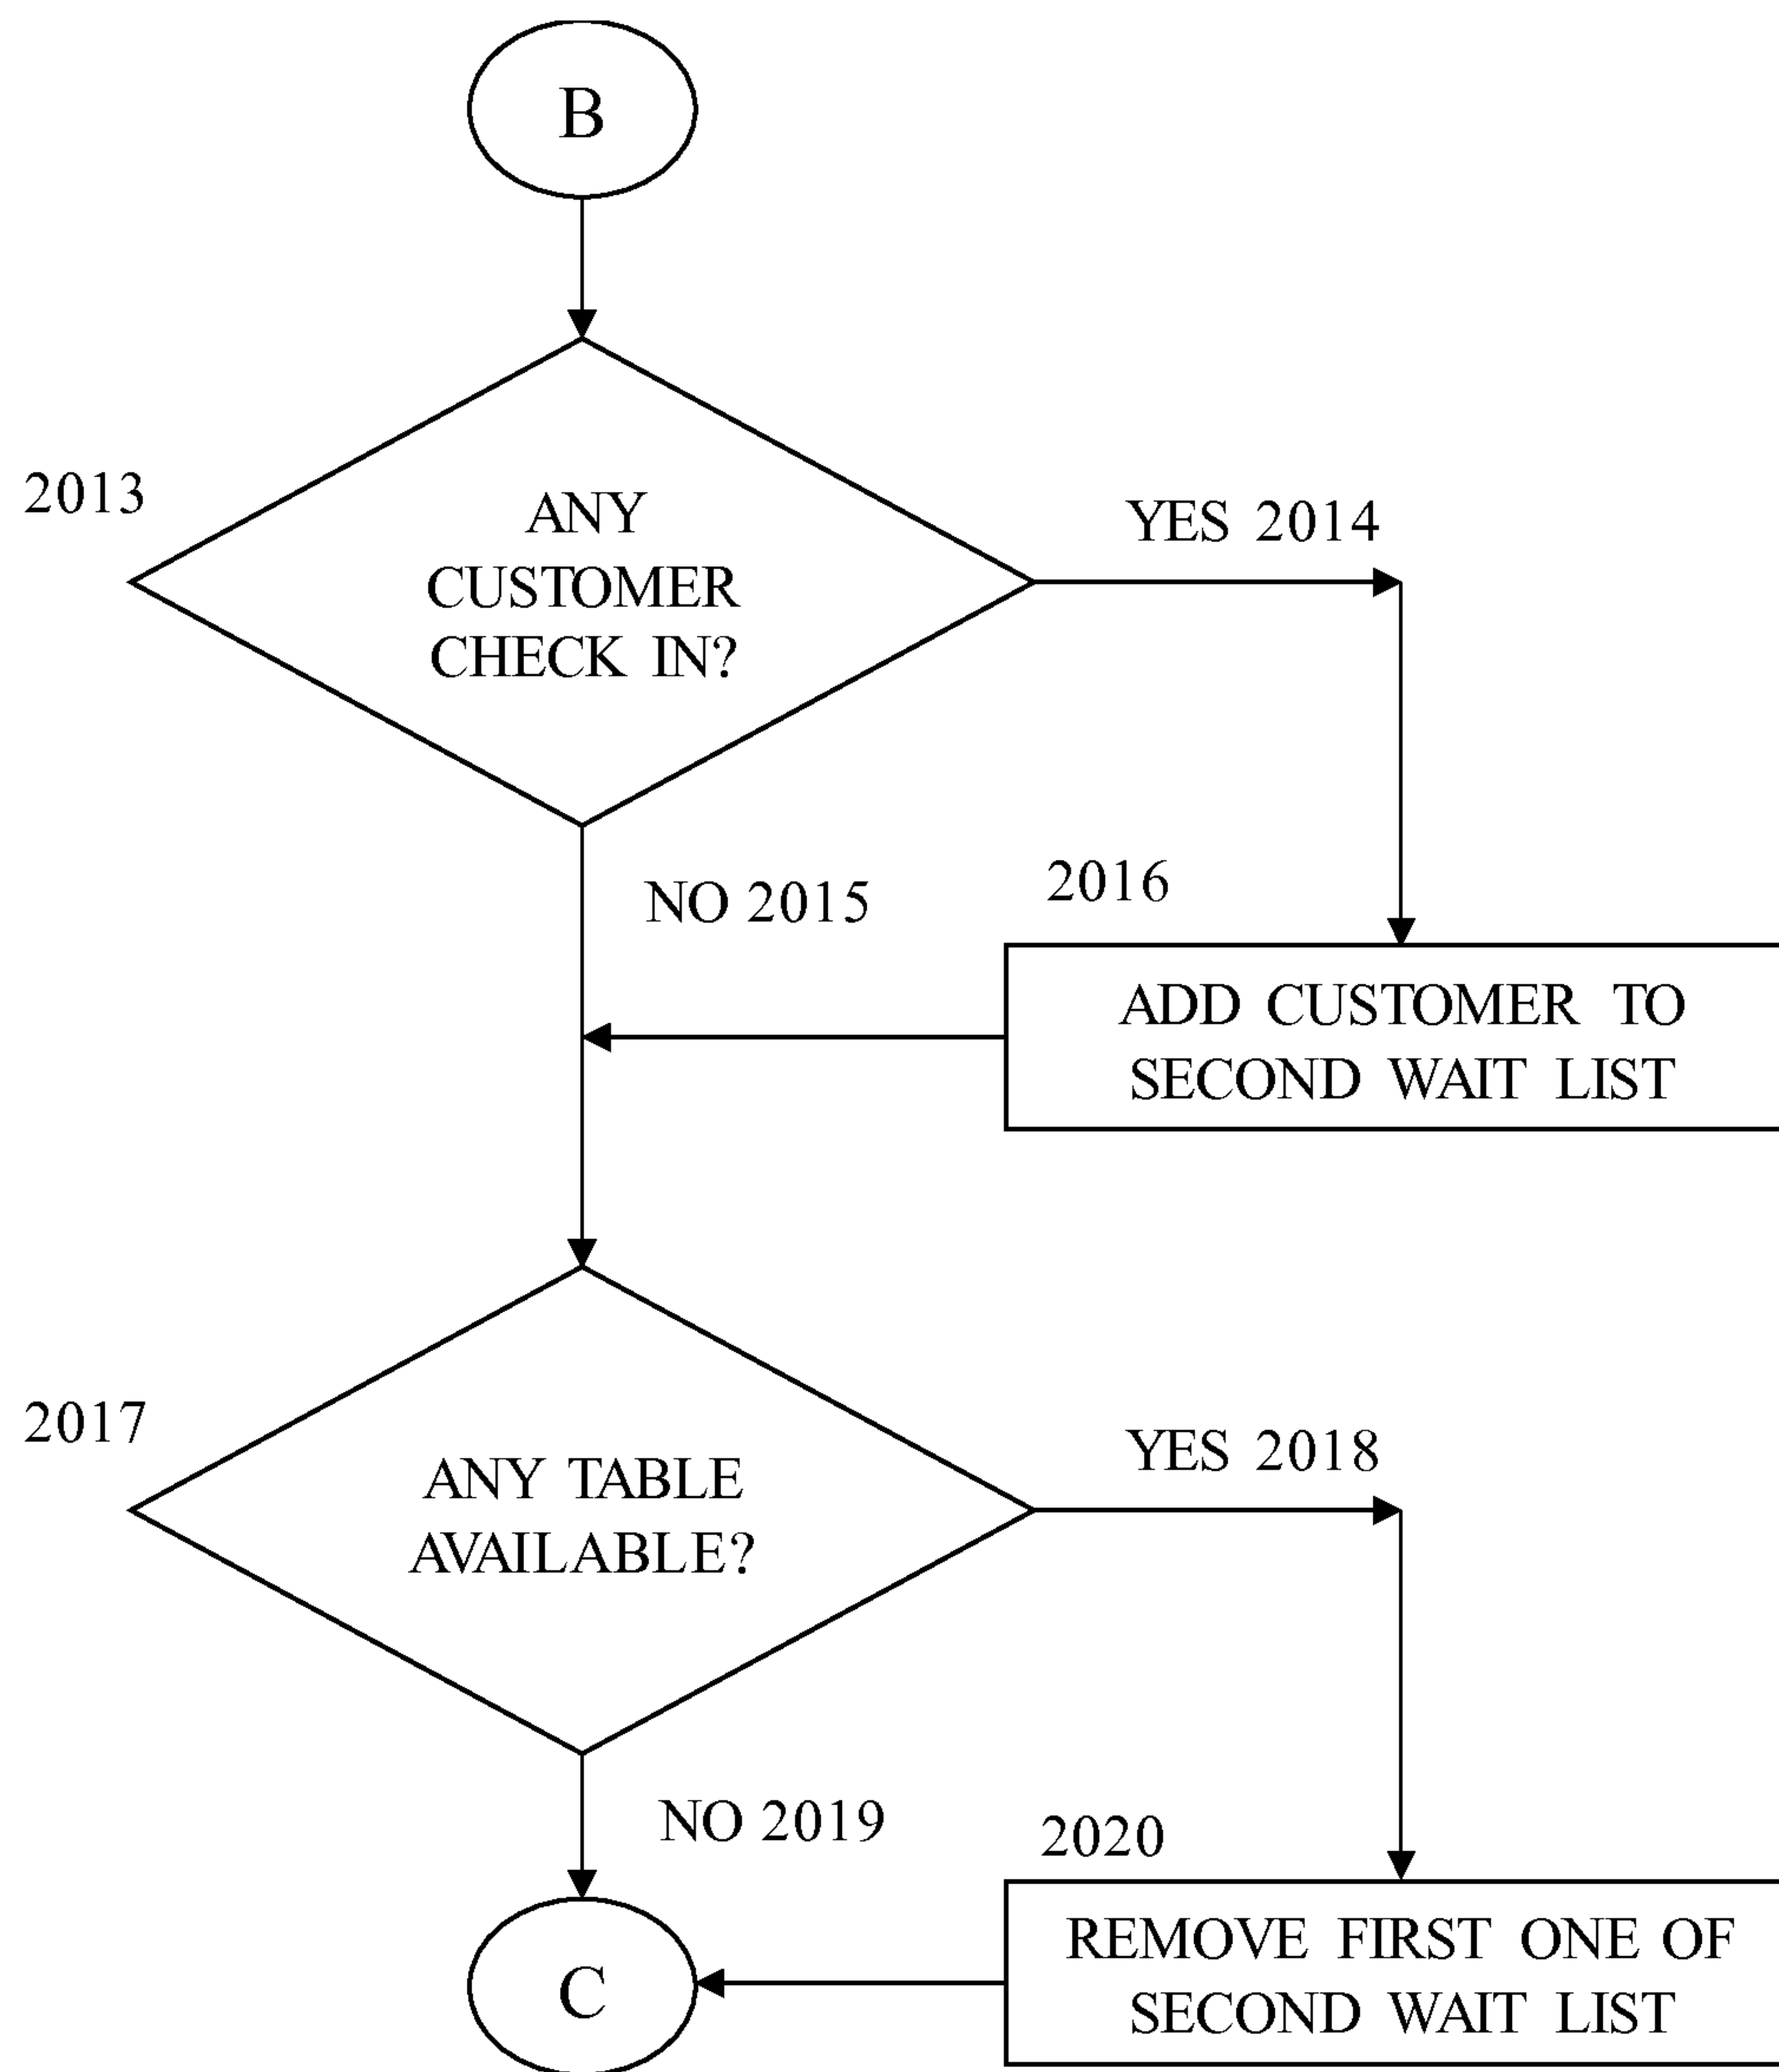 B
2013
ANY
CUSTOMER
CHECK IN?
YES 2014
NO 2015
2016
ADD CUSTOMER TO
SECOND WAIT LIST
2017
ANY TABLE
AVAILABLE?
YES 2018
NO 2019
2020
REMOVE FIRST ONE OF
SECOND WAIT LIST
C